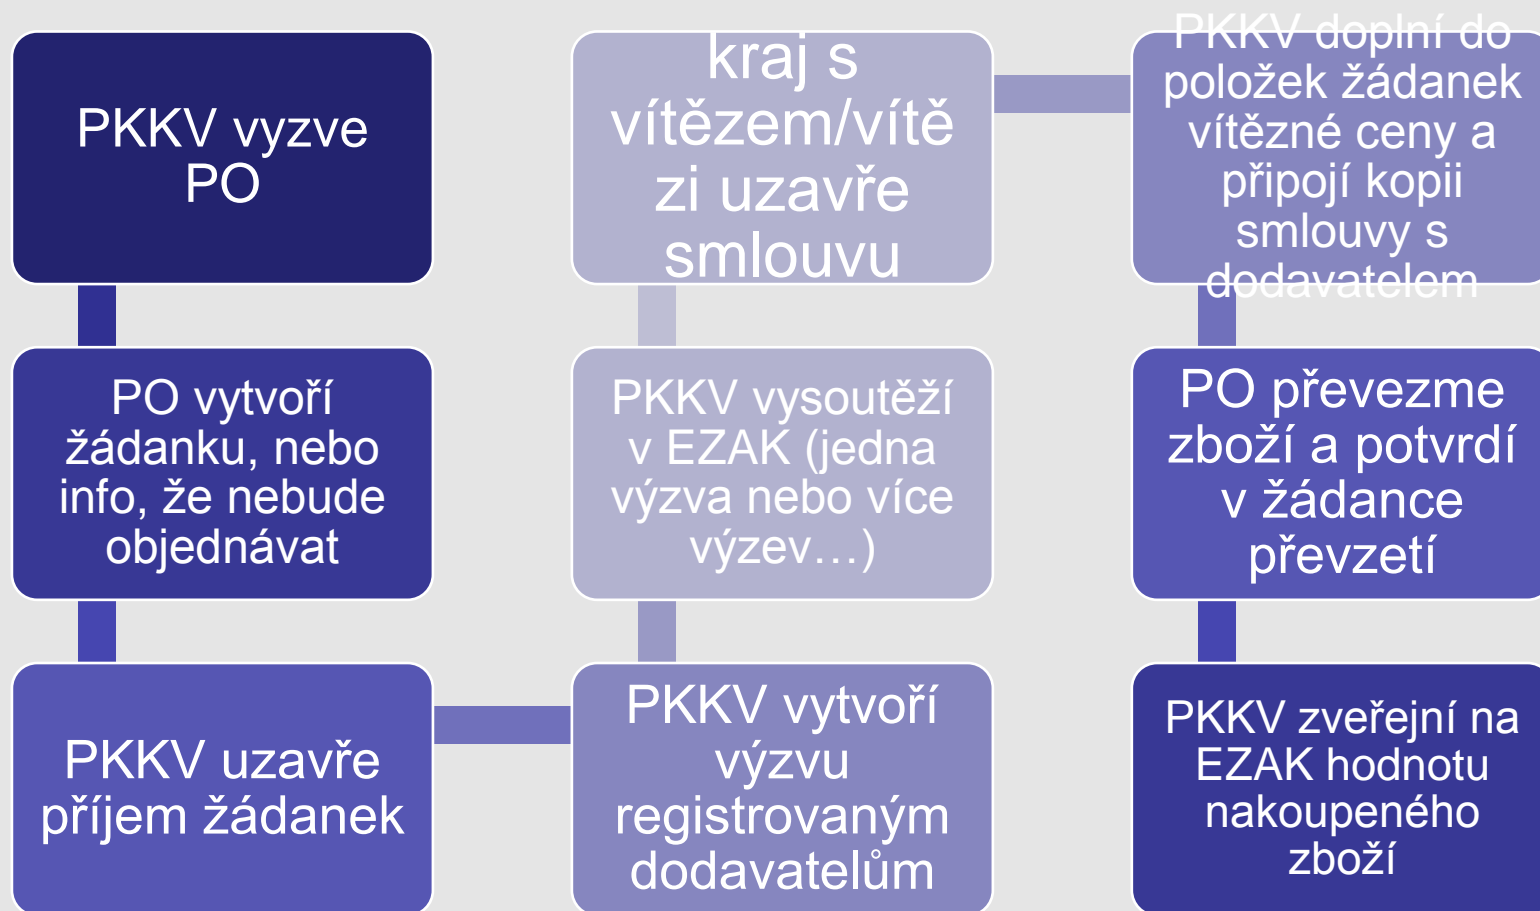 PKKV vyzve
PO
PO vytvoří
žádanku, nebo
info, že nebude
objednávat
PKKV uzavře
příjem žádanek
PKKV vytvoří
výzvu
registrovaným
dodavatelům
PKKV vysoutěží
v EZAK (jedna
výzva nebo více
výzev…)
kraj s
vítězem/vítě
zi uzavře
smlouvu
PKKV doplní do
položek žádanek
vítězné ceny a
připojí kopii
smlouvy s
dodavatelem
PO převezme
zboží a potvrdí
v žádance
převzetí
PKKV zveřejní na
EZAK hodnotu
nakoupeného
zboží